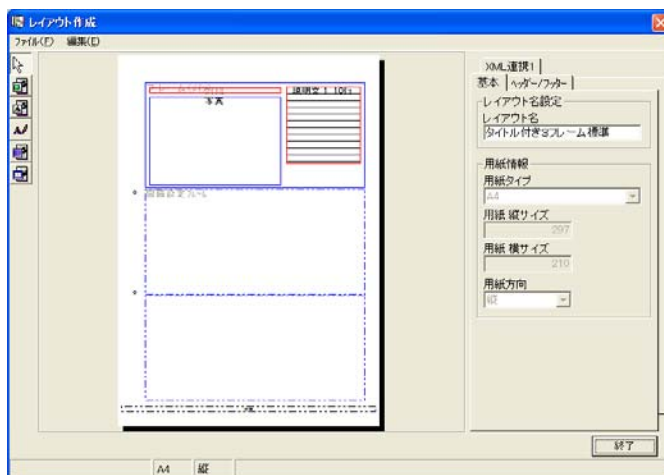 レイアウト作成
ファイル(F) 編集(E)
写真
説明文1 10行
XML連携1
基本 ヘッダー/フッター
レイアウト名設定
レイアウト名
タイトル付き3フレーム標準
用紙情報
用紙タイプ
A4
用紙 縦サイズ
297
用紙 横サイズ
210
用紙方向
縦
終了
A4 縦